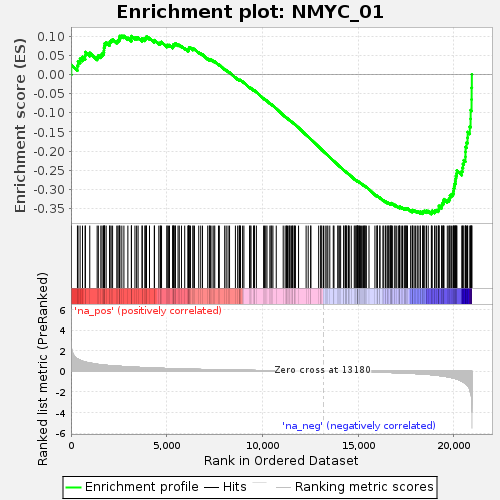 Enrichment plot: NMYC_01
Enrichment score (ES)
0.10
0.05
0.00
-0.05
-0.10
-0.15
-0.20
-0.25
-0.30
-0.35
'na_pos' (positively correlated)
Ranked list metric (PreRanked)
6
4
2
0
-2
-4
-6
Zero cross at 13180
'na_neg' (negatively correlated)
0
5,000
10,000
15,000
20,000
Rank in Ordered Dataset
Enrichment profile
Hits
Ranking metric scores